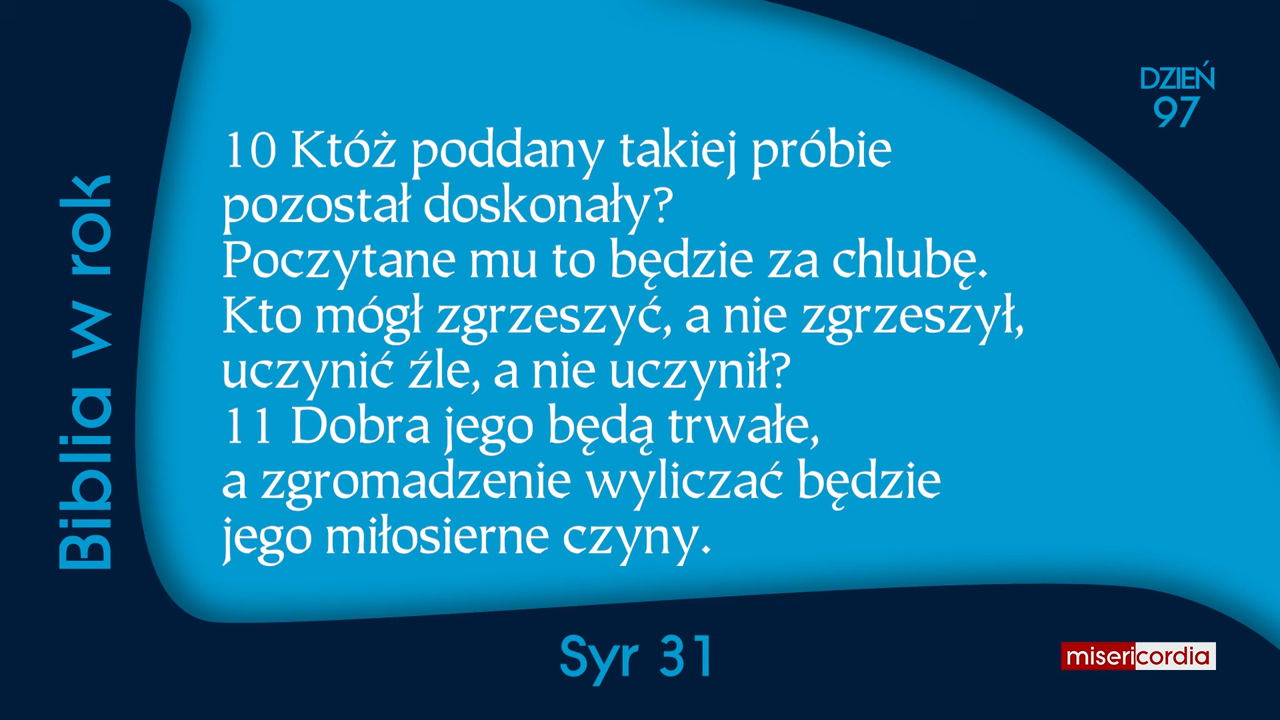 DZIEŃ
97
Biblia w rok
10 Któż poddany takiej próbie
pozostał doskonały?
Poczytane mu to będzie za chlubę.
Kto mógł zgrzeszyć, a nie zgrzeszył,
uczynić źle, a nie uczynił?
11 Dobra jego będą trwałe,
a zgromadzenie wyliczać będzie
jego miłosierne czyny.
Syr 31
misericordia